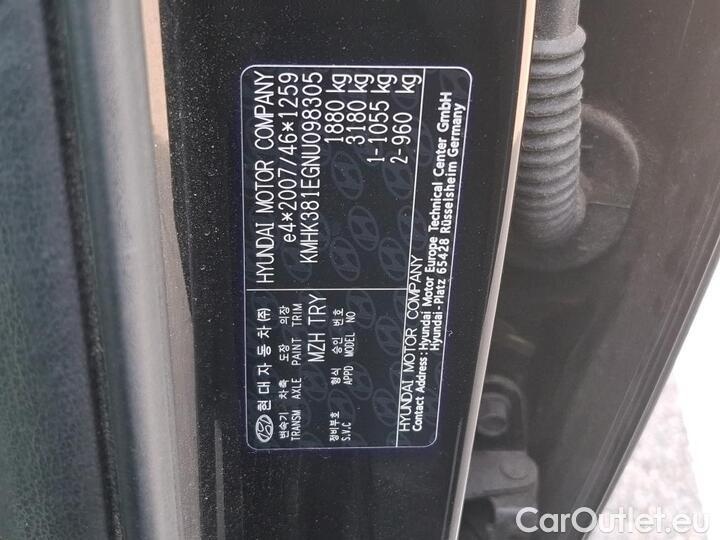 현대자동차(주) HYUNDAI MOTOR COMPANY
변속기 차축 도장 의장 e4*2007/46*1259
TRANSM AXLE PAINT TRIM KMHK381EGNU098305
MZH TRY 1880 kg
정비부호 형식 승인 번호 3180 kg
S.V.C APPD MODEL NO 1-1055 kg
2-960 kg
HYUNDAI MOTOR COMPANY
Contact Address : Hyundai Motor Europe Technical Center GmbH
Hyundai-Platz 65428 Rüsselsheim Germany
CarOutlet.eu